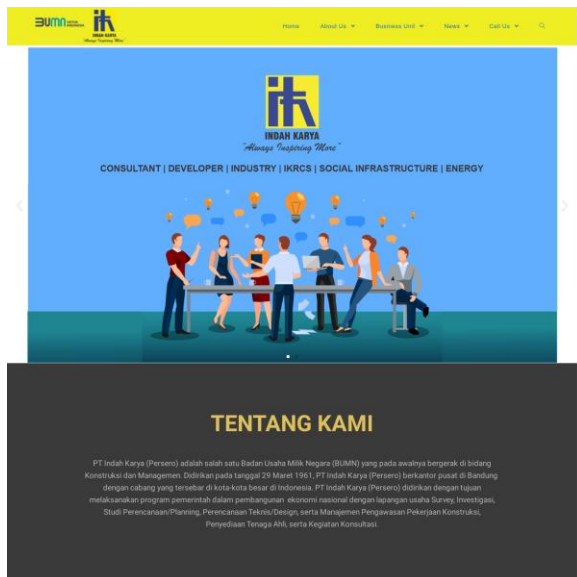 BUMN UNTUK INDONESIA
INDAH KARYA
Always Inspiring More
Home About Us Business Unit News Call Us
INDAH KARYA
"Always Inspiring More"
CONSULTANT | DEVELOPER | INDUSTRY | IKRCS | SOCIAL INFRASTRUCTURE | ENERGY
TENTANG KAMI
PT Indah Karya (Persero) adalah salah satu Badan Usaha Milik Negara (BUMN) yang pada awalnya bergerak di bidang
Konstruksi dan Managemen. Didirikan pada tanggal 29 Maret 1961, PT Indah Karya (Persero) berkantor pusat di Bandung
dengan cabang yang tersebar di kota-kota besar di Indonesia. PT Indah Karya (Persero) didirikan dengan tujuan
melaksanakan program pemerintah dalam pembangunan ekonomi nasional dengan lapangan usaha Survey, Investigasi,
Studi Perencanaan/Planning, Perencanaan Teknis/Design, serta Manajemen Pengawasan Pekerjaan Konstruksi,
Penyediaan Tenaga Ahli, serta Kegiatan Konsultasi.